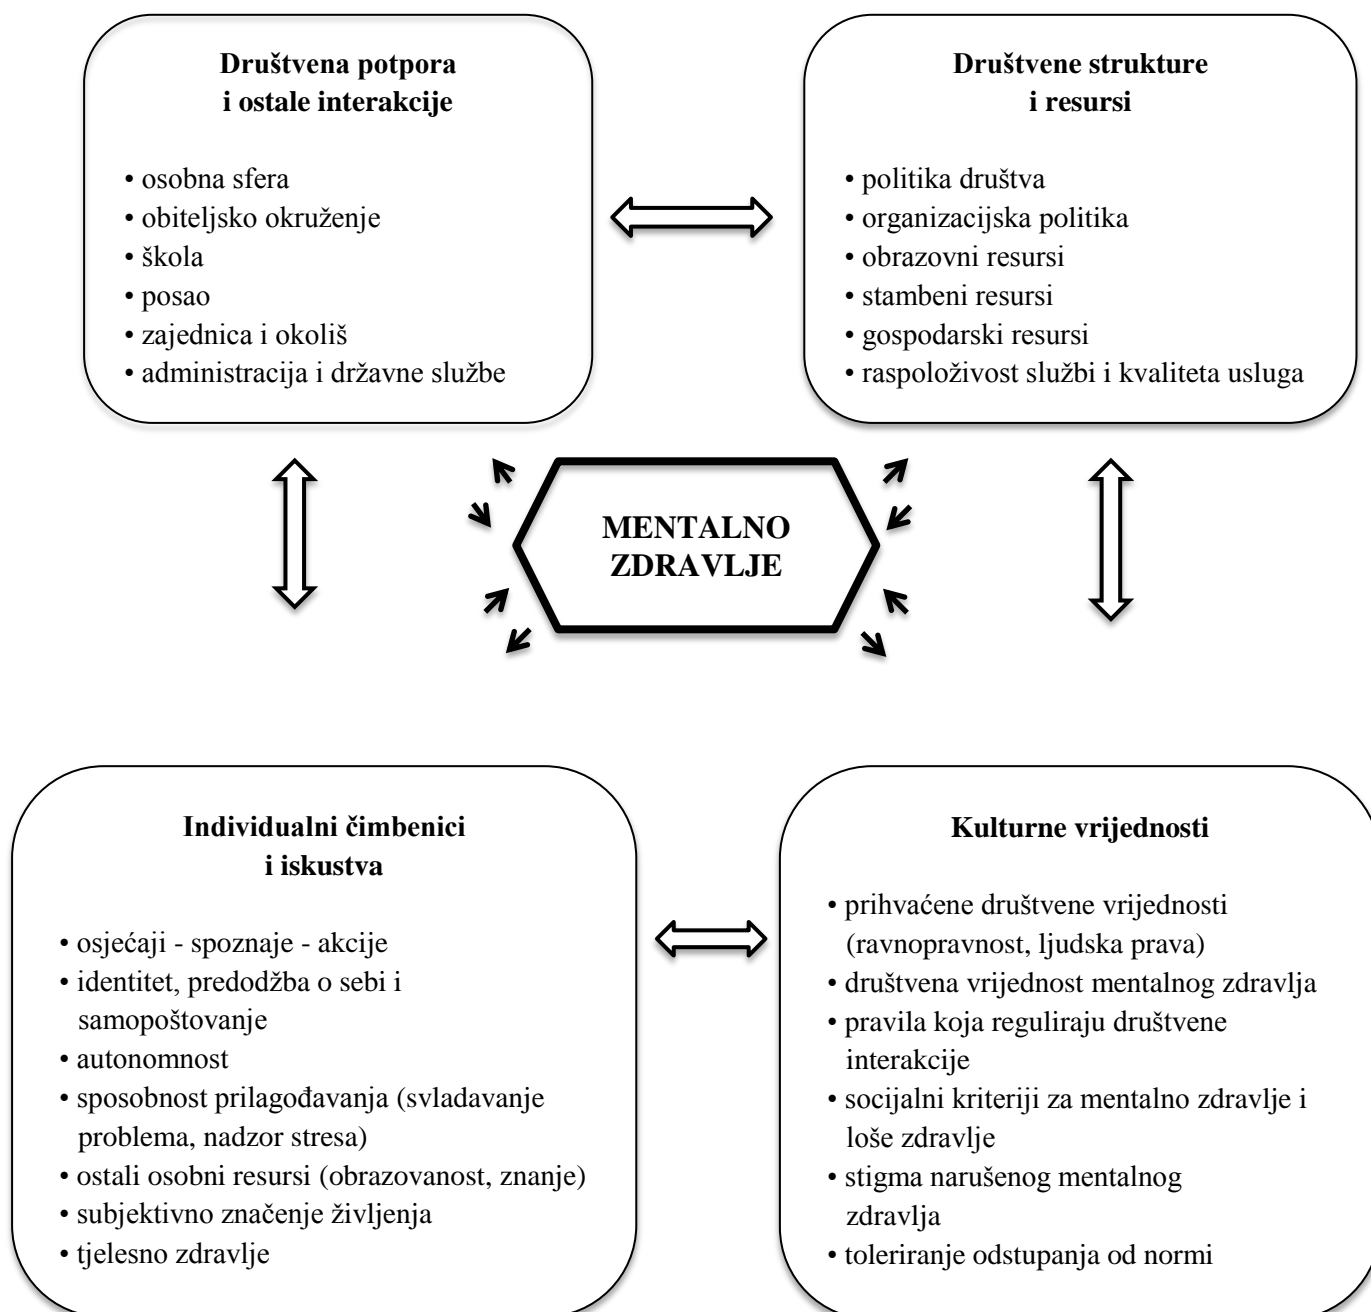 Društvena potpora
i ostale interakcije
• osobna sfera
• obiteljsko okruženje
• škola
• posao
• zajednica i okoliš
• administracija i državne službe
Društvene strukture
i resursi
• politika društva
• organizacijska politika
• obrazovni resursi
• stambeni resursi
• gospodarski resursi
• raspoloživost službi i kvaliteta usluga
MENTALNO
ZDRAVLJE
Individualni čimbenici
i iskustva
• osjećaji - spoznaje - akcije
• identitet, predodžba o sebi i
samopoštovanje
• autonomnost
• sposobnost prilagođavanja (svladavanje
problema, nadzor stresa)
• ostali osobni resursi (obrazovanost, znanje)
• subjektivno značenje življenja
• tjelesno zdravlje
Kulturne vrijednosti
• prihvaćene društvene vrijednosti
(ravnopravnost, ljudska prava)
• društvena vrijednost mentalnog zdravlja
• pravila koja reguliraju društvene
interakcije
• socijalni kriteriji za mentalno zdravlje i
loše zdravlje
• stigma narušenog mentalnog
zdravlja
• toleriranje odstupanja od normi